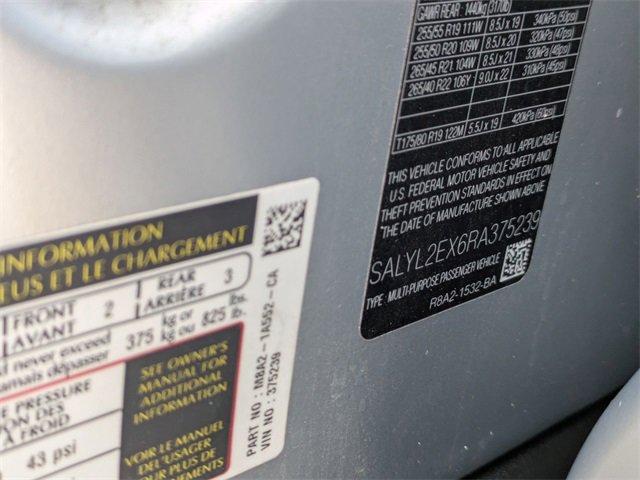 GAWR REAR 1440kg (3170lb)
255/55 R19 111W 8.5J x 19 340kPa (50psi)
255/50 R20 109W 8.5J x 20 320kPa (47psi)
265/45 R21 104W 8.5J x 21 330kPa (48psi)
265/40 R22 106Y 9.0J x 22 310kPa (45psi)
T175/80 R19 122M 5.5J x 19 420kPa (60psi)
THIS VEHICLE CONFORMS TO ALL APPLICABLE
U.S. FEDERAL MOTOR VEHICLE SAFETY AND
THEFT PREVENTION STANDARDS IN EFFECT ON
*THE DATE OF MANUFACTURE SHOWN ABOVE
SALYL2EX6RA375239
TYPE : MULTI-PURPOSE PASSENGER VEHICLE
R8A2-1532-BA
INFORMATION
ET LE CHARGEMENT
FRONT 2 REAR 3
AVANT ARRIÈRE
never exceed 375 kg or 825 lbs.
jamais dépasser kg ou lb.
PRESSURE
DES
À FROID
43 psi
SEE OWNER'S
MANUAL FOR
ADDITIONAL
INFORMATION
VOIR LE MANUEL
DE L'USAGER
POUR PLUS DE
PART NO : M8A2-1A552-CA
VIN NO : 375239